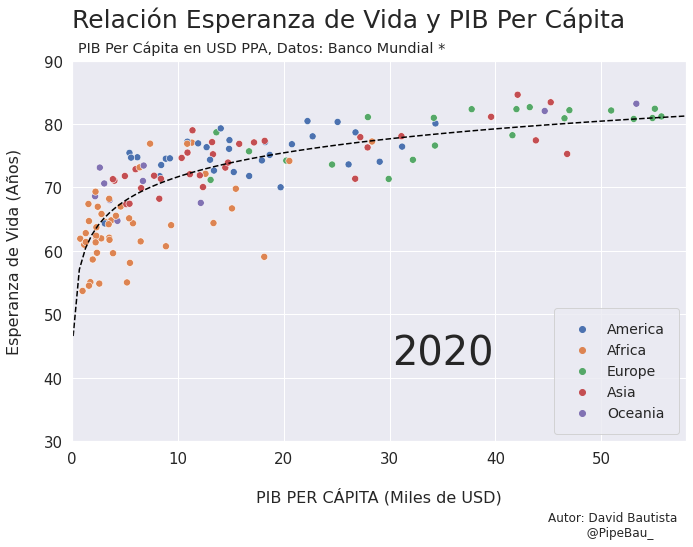 Relación Esperanza de Vida y PIB Per Cápita
PIB Per Cápita en USD PPA, Datos: Banco Mundial *
90
80
70
60
50
40
30
Esperanza de Vida (Años)
2020
America
Africa
Europe
Asia
Oceania
0 10 20 30 40 50
PIB PER CÁPITA (Miles de USD)
Autor: David Bautista
@PipeBau_